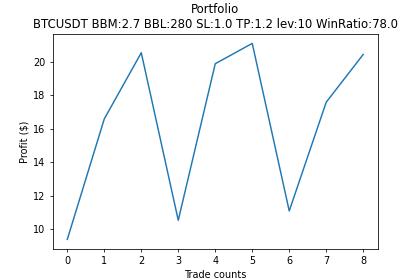 Portfolio
BTCUSDT BBM:2.7 BBL:280 SL:1.0 TP:1.2 lev:10 WinRatio:78.0
Profit ($)
20
18
16
14
12
10
0 1 2 3 4 5 6 7 8
Trade counts